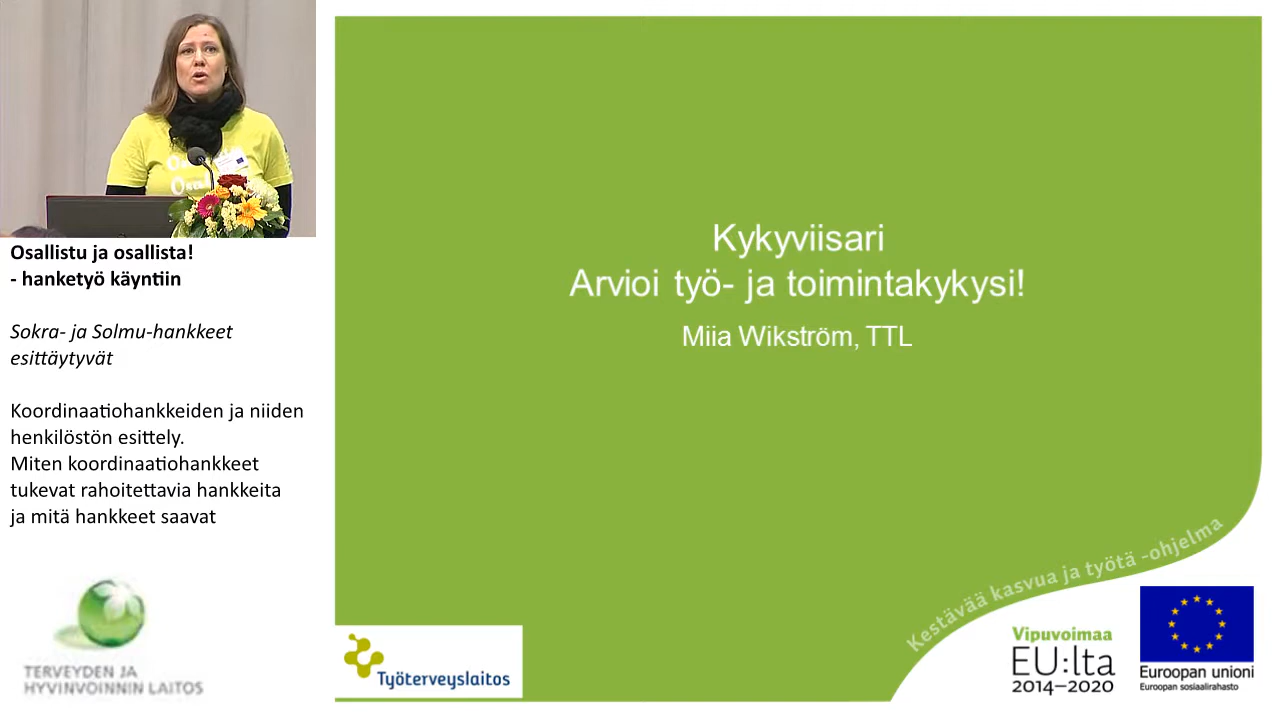 Osallistu ja osallista!
- hanketyö käyntiin
Sokra- ja Solmu-hankkeet
esittäytyvät
Koordinaatiohankkeiden ja niiden
henkilöstön esittely.
Miten koordinaatiohankkeet
tukevat rahoitettavia hankkeita
ja mitä hankkeet saavat
TERVEYDEN JA
HYVINVOINNIN LAITOS
Kykyviisari
Arvioi työ- ja toimintakykysi!
Miia Wikström, TTL
Työterveyslaitos
Kestävää kasvua ja työtä -ohjelma
Vipuvoimaa
EU:lta
2014–2020
Euroopan unioni
Euroopan sosiaalirahasto